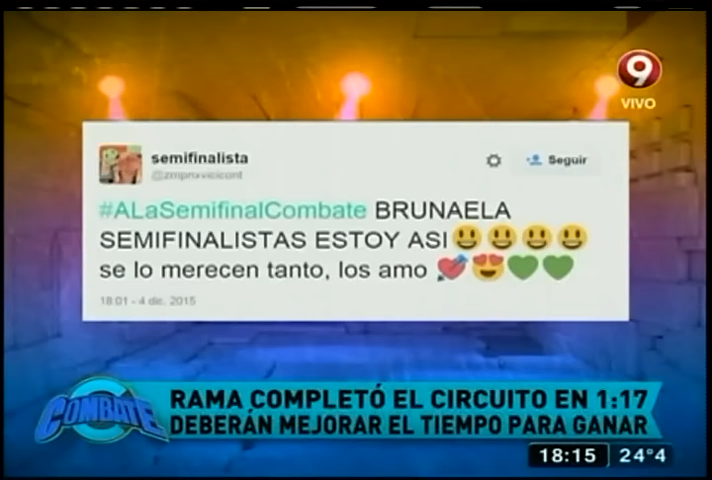 9
VIVO
semifinalista
Seguir
#ALaSemifinalCombate BRUNAELA
SEMIFINALISTAS ESTOY ASI😃😃😃😃
se lo merecen tanto, los amo 💘😍💚💚
18:01 - 4 dic. 2015
COMBATE
RAMA COMPLETÓ EL CIRCUITO EN 1:17
DEBERÁN MEJORAR EL TIEMPO PARA GANAR
18:15 24°4